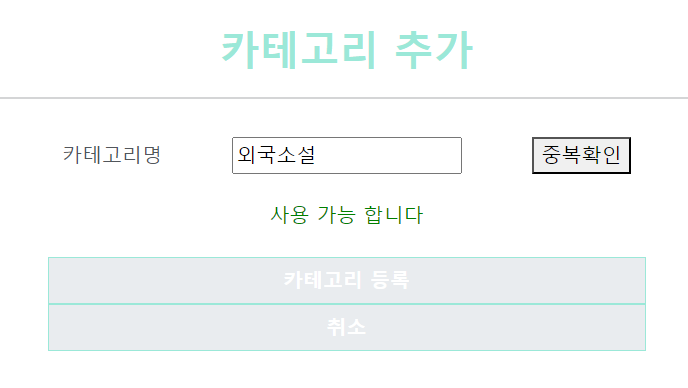 카테고리 추가
카테고리명 외국소설 중복확인
사용 가능 합니다
카테고리 등록
취소